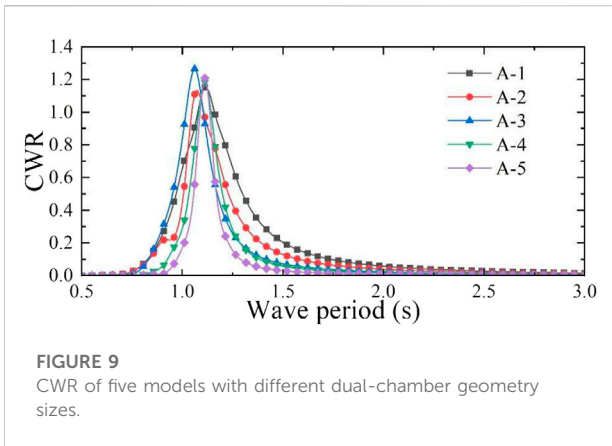 1.4
1.2
1.0
0.8
0.6
0.4
0.2
0.0
CWR
A-1
A-2
A-3
A-4
A-5
0.5 1.0 1.5 2.0 2.5 3.0
Wave period (s)
FIGURE 9
CWR of five models with different dual-chamber geometry
sizes.